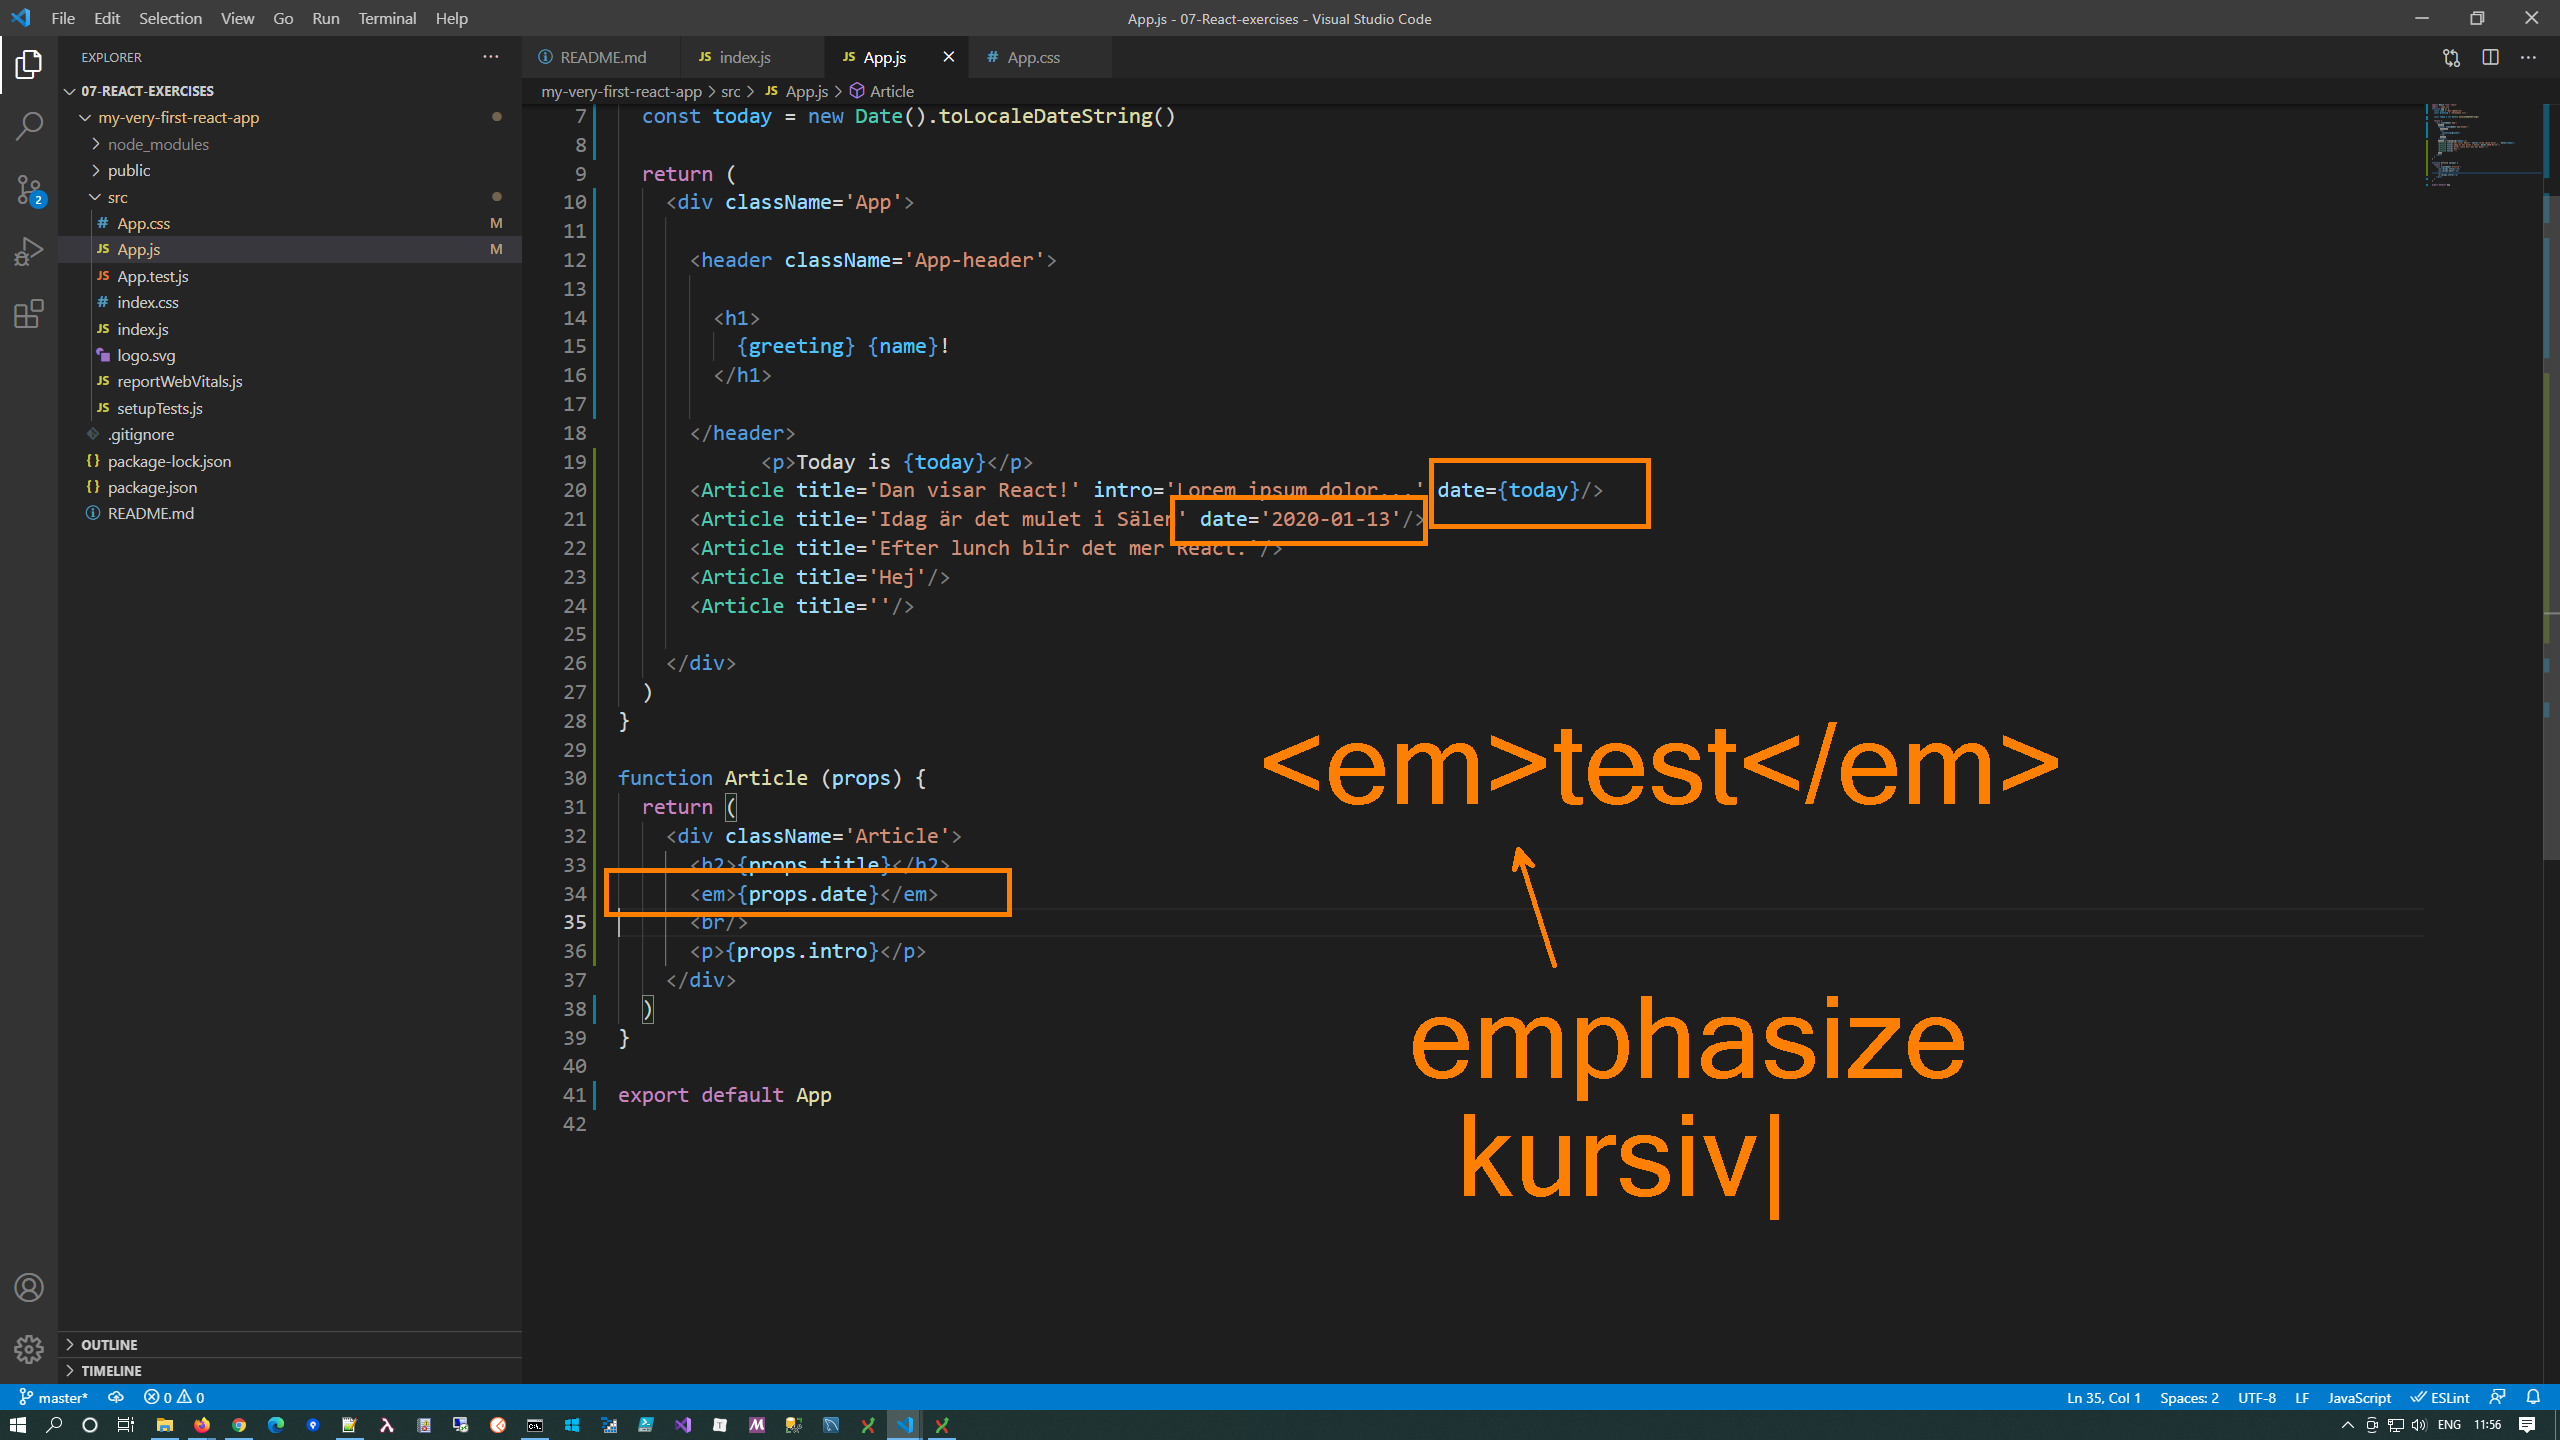 File Edit Selection View Go Run Terminal Help
App.js - 07-React-exercises - Visual Studio Code
EXPLORER
07-REACT-EXERCISES
my-very-first-react-app
node_modules
public
src
# App.css M
JS App.js M
JS App.test.js
# index.css
JS index.js
logo.svg
JS reportWebVitals.js
JS setupTests.js
.gitignore
{} package-lock.json
{} package.json
README.md
OUTLINE
TIMELINE
2
README.md JS index.js JS App.js # App.css
my-very-first-react-app > src > JS App.js > Article
7 const today = new Date().toLocaleDateString()
8
9 return (
10 <div className='App'>
11
12 <header className='App-header'>
13
14 <h1>
15 {greeting} {name}!
16 </h1>
17
18 </header>
19 <p>Today is {today}</p>
20 <Article title='Dan visar React!' intro='Lorem ipsum dolor...' date={today}/>
21 <Article title='Idag är det mulet i Sälen' date='2020-01-13'/>
22 <Article title='Efter lunch blir det mer React.'/>
23 <Article title='Hej'/>
24 <Article title=''/>
25
26 </div>
27 )
28 }
29
30 function Article (props) {
31 return (
32 <div className='Article'>
33 <h2>{props.title}</h2>
34 <em>{props.date}</em>
35 <br/>
36 <p>{props.intro}</p>
37 </div>
38 )
39 }
40
41 export default App
42
<em>test</em>
emphasize
kursiv
master* 0 0
Ln 35, Col 1 Spaces: 2 UTF-8 LF JavaScript ESLint
ENG 11:56